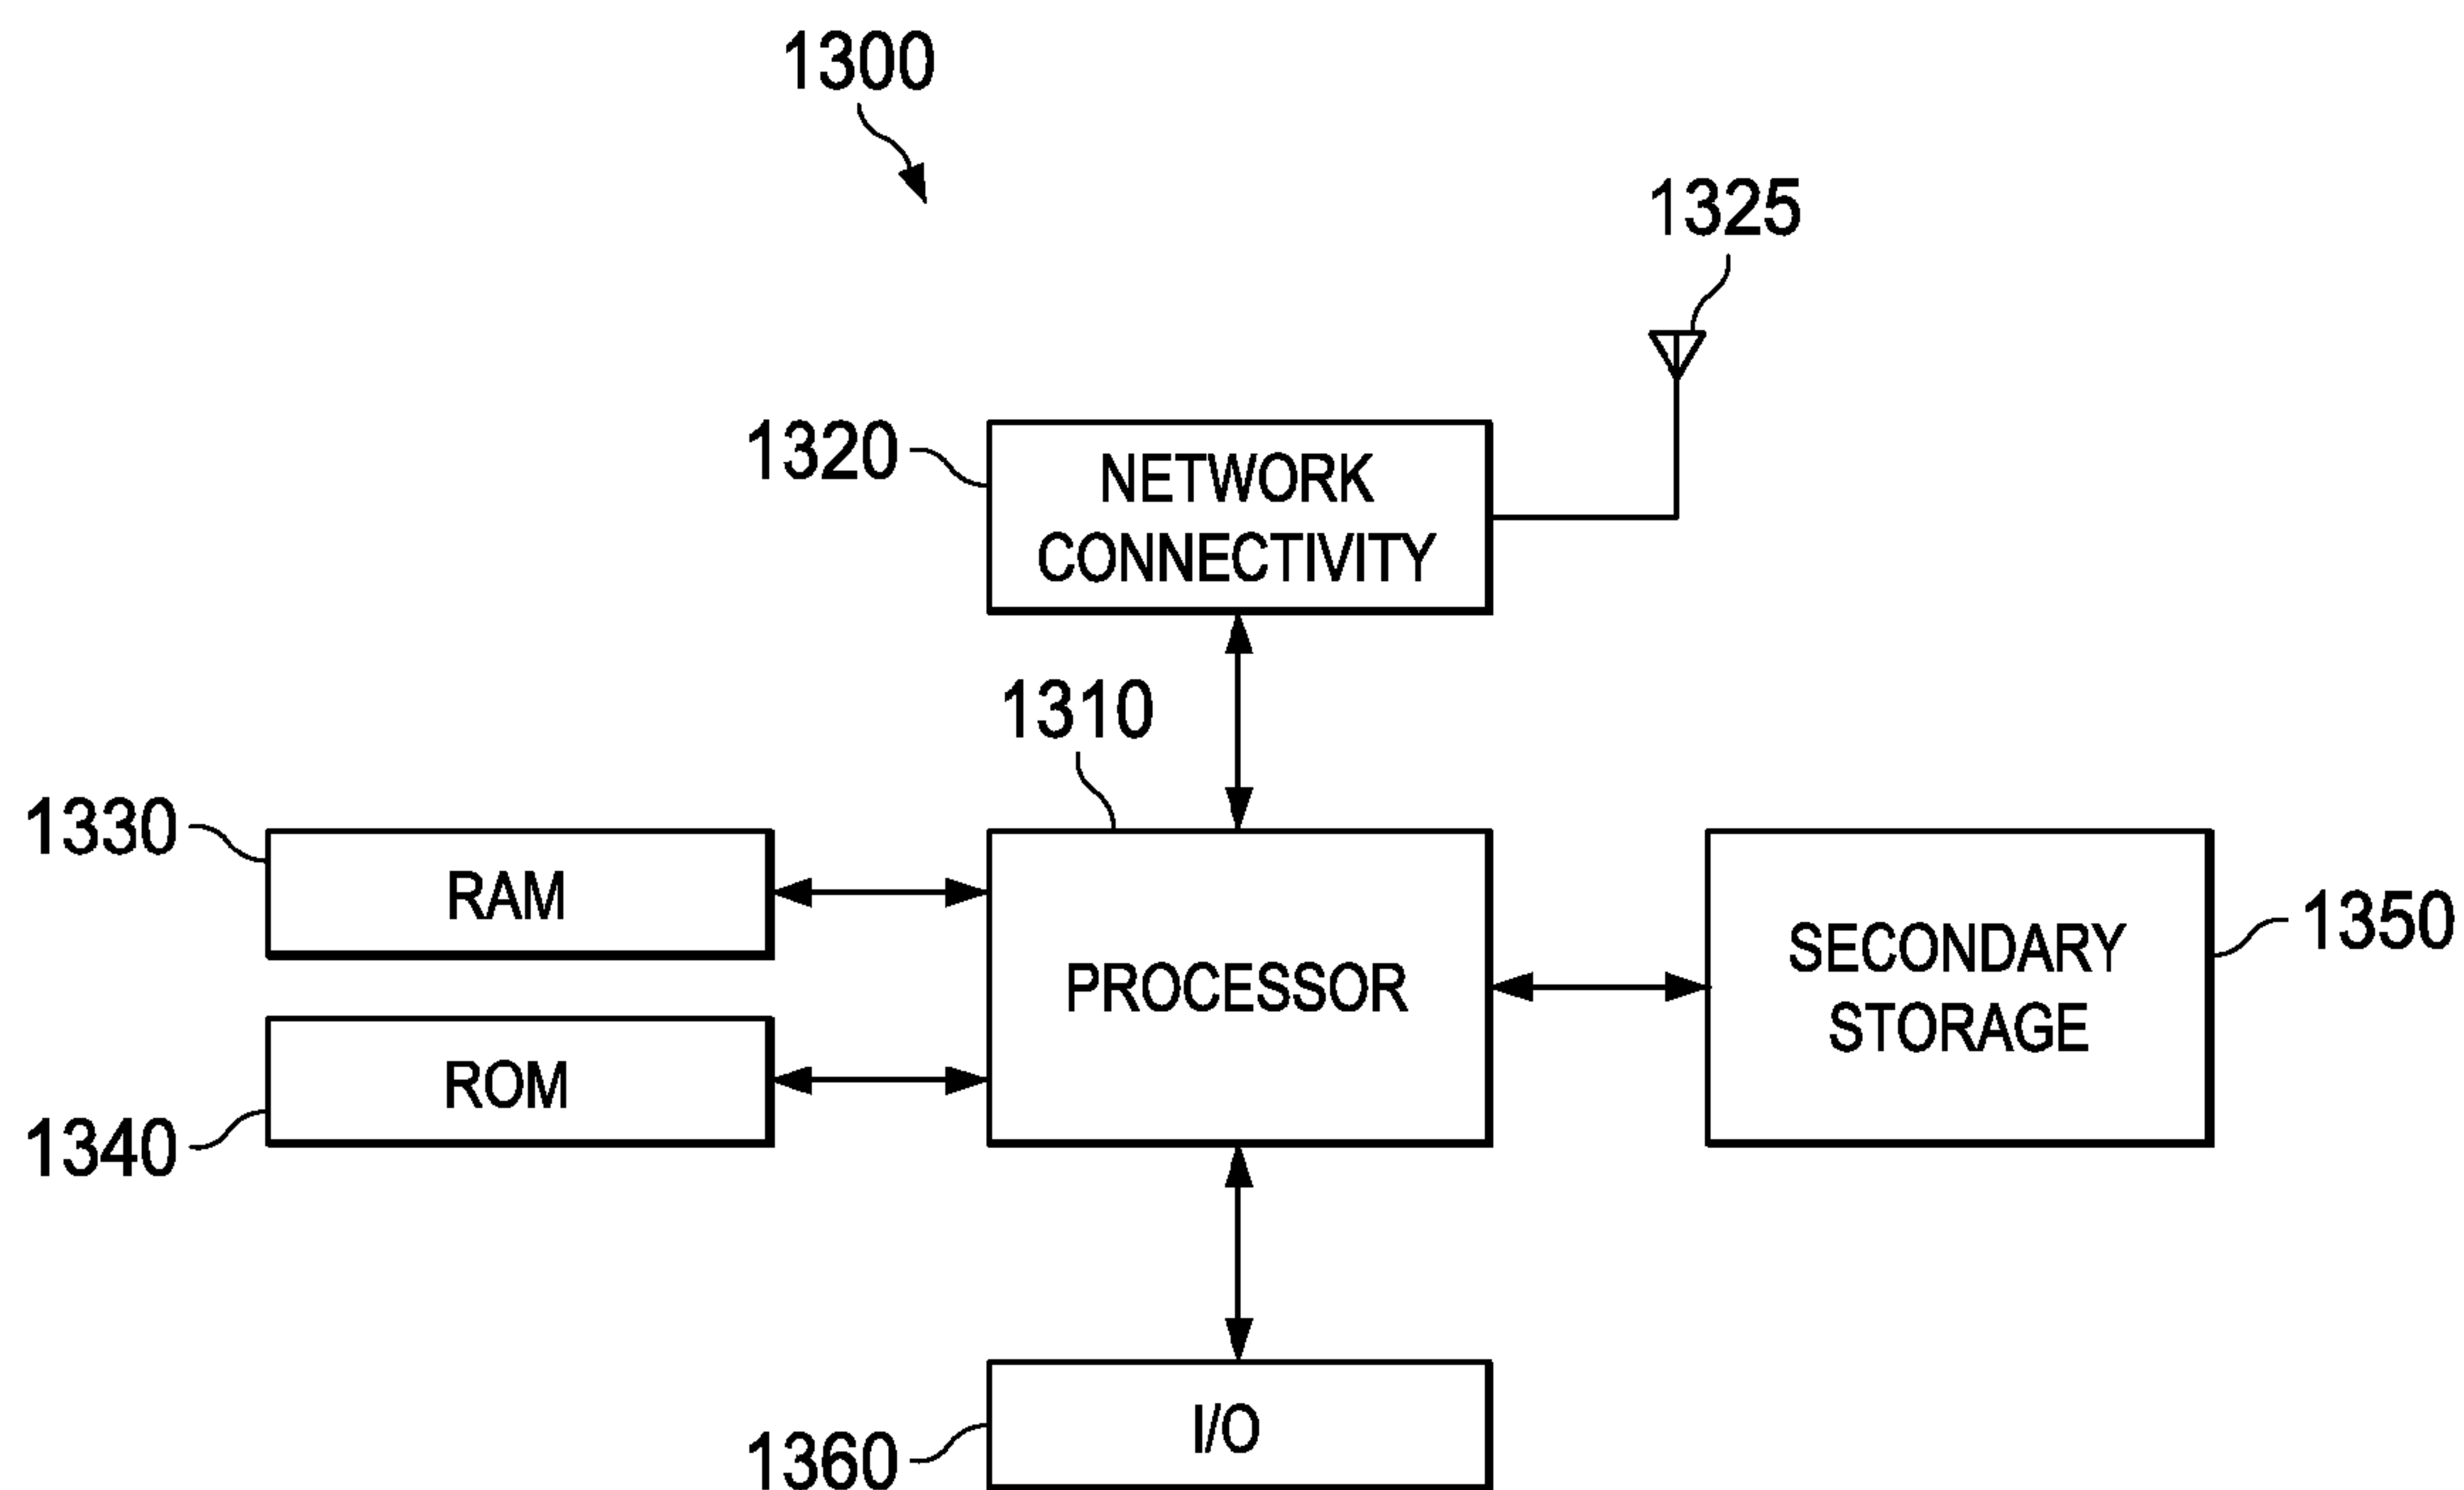 1300
1325
1320
NETWORK
CONNECTIVITY
1310
1330
RAM
PROCESSOR
SECONDARY
STORAGE
1350
ROM
1340
I/O
1360